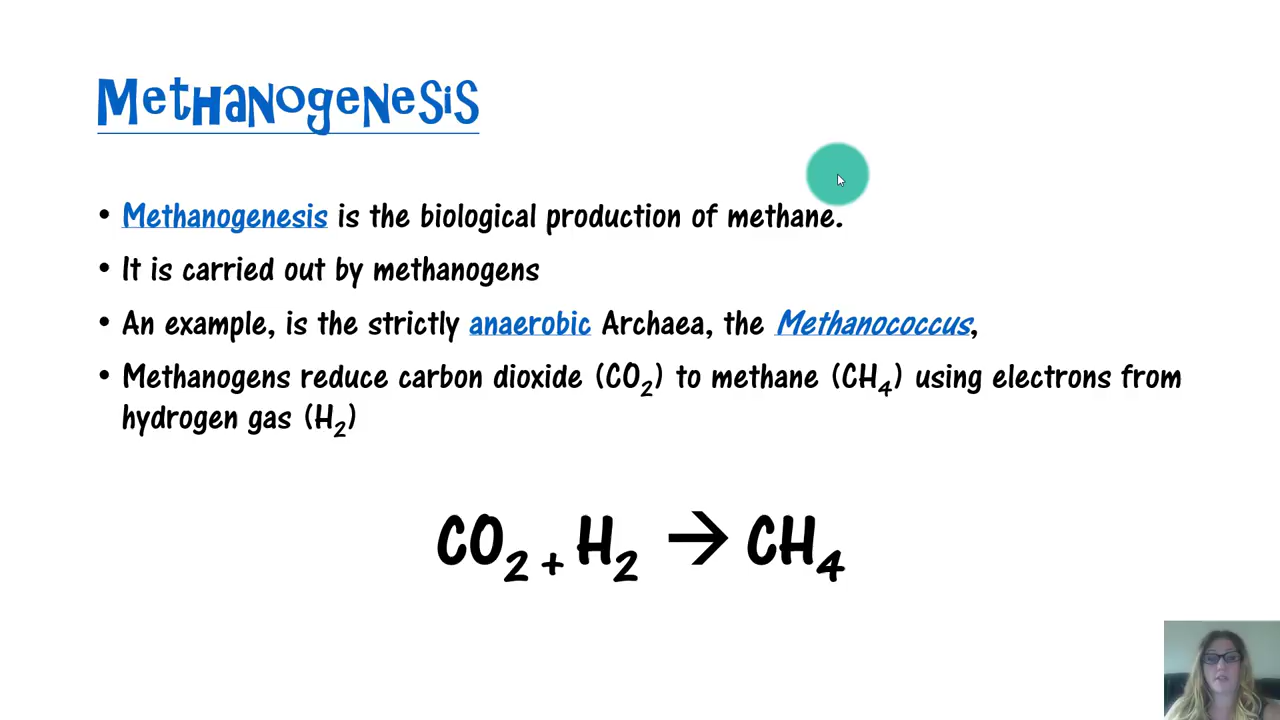 Methanogenesis
• Methanogenesis is the biological production of methane.
• It is carried out by methanogens
• An example, is the strictly anaerobic Archaea, the Methanococcus,
• Methanogens reduce carbon dioxide (CO₂) to methane (CH₄) using electrons from
hydrogen gas (H₂)
CO₂ + H₂ → CH₄